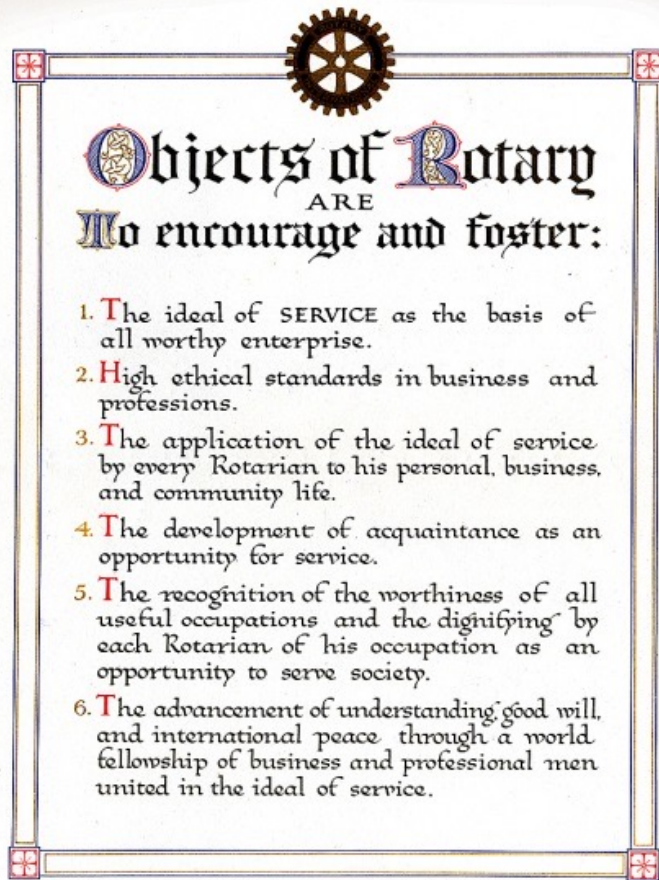 Objects of Rotary
ARE
To encourage and foster:
1. The ideal of SERVICE as the basis of
all worthy enterprise.
2. High ethical standards in business and
professions.
3. The application of the ideal of service
by every Rotarian to his personal, business,
and community life.
4. The development of acquaintance as an
opportunity for service.
5. The recognition of the worthiness of all
useful occupations and the dignifying by
each Rotarian of his occupation as an
opportunity to serve society.
6. The advancement of understanding, good will,
and international peace through a world
fellowship of business and professional men
united in the ideal of service.